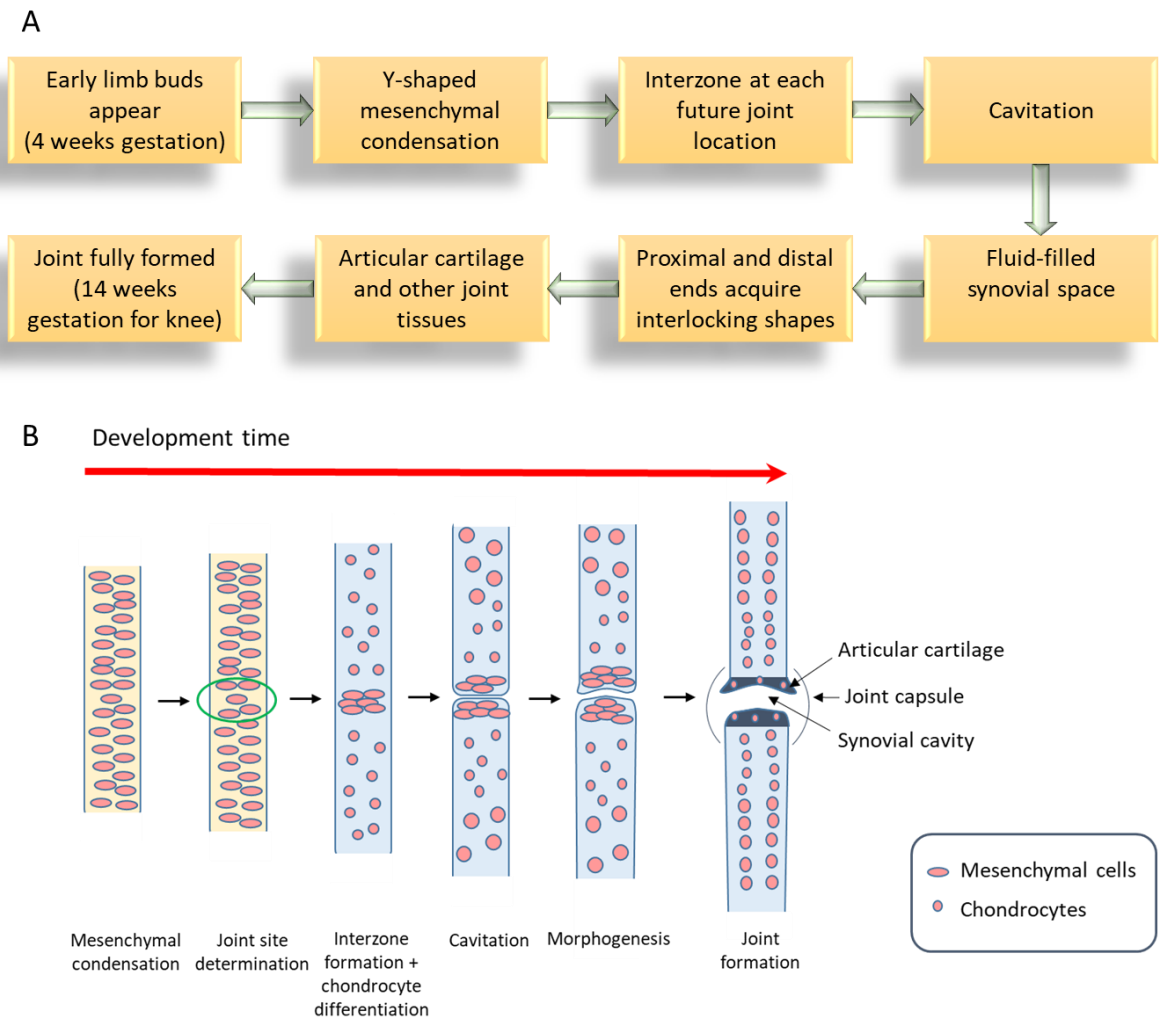 A
Early limb buds
appear
(4 weeks gestation)
Y-shaped
mesenchymal
condensation
Interzone at each
future joint
location
Cavitation
Fluid-filled
synovial space
Proximal and distal
ends acquire
interlocking shapes
Articular cartilage
and other joint
tissues
Joint fully formed
(14 weeks
gestation for knee)
B
Development time
Articular cartilage
Joint capsule
Synovial cavity
Mesenchymal cells
Chondrocytes
Mesenchymal
condensation
Joint site
determination
Interzone
formation +
chondrocyte
differentiation
Cavitation
Morphogenesis
Joint
formation